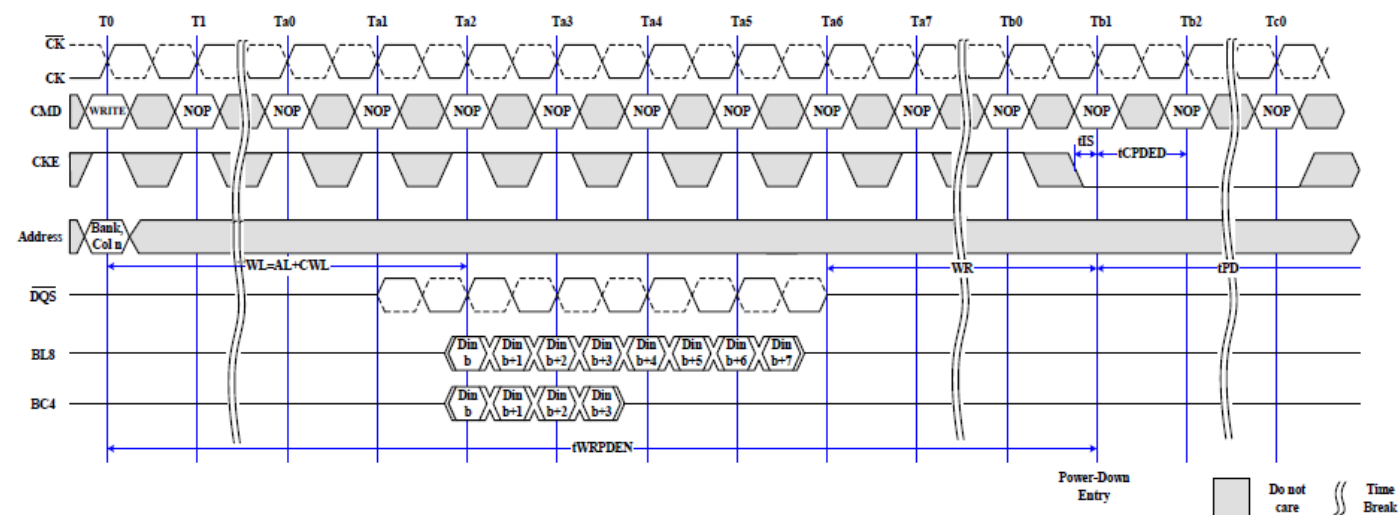 T0 T1 Ta0 Ta1 Ta2 Ta3 Ta4 Ta5 Ta6 Ta7 Tb0 Tb1 Tb2 Tc0
CK
CK
CMD WRITE NOP NOP NOP NOP NOP NOP NOP NOP NOP NOP NOP NOP NOP
tIS tCPDED
CKE
Address Bank, Col n
WL=AL+CWL WR tPD
DQS
BL8 Din b Din b+1 Din b+2 Din b+3 Din b+4 Din b+5 Din b+6 Din b+7
BC4 Din b Din b+1 Din b+2 Din b+3
tWRPDEN
Power-Down
Entry
Do not
care
Time
Break